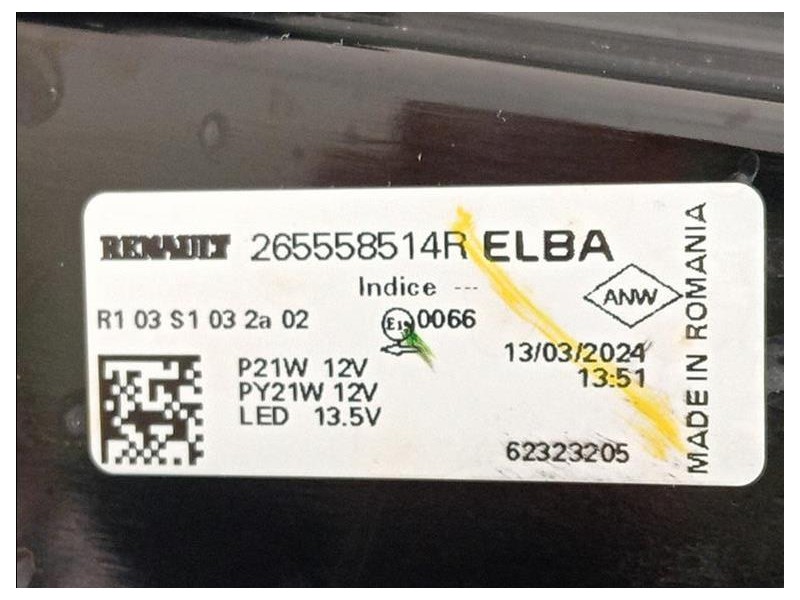 RENAULT 265558514R ELBA
Indice ---
ANW
R1 03 S1 03 2a 02
E19 0066
P21W 12V
PY21W 12V
LED 13.5V
13/03/2024
13:51
62323205
MADE IN ROMANIA